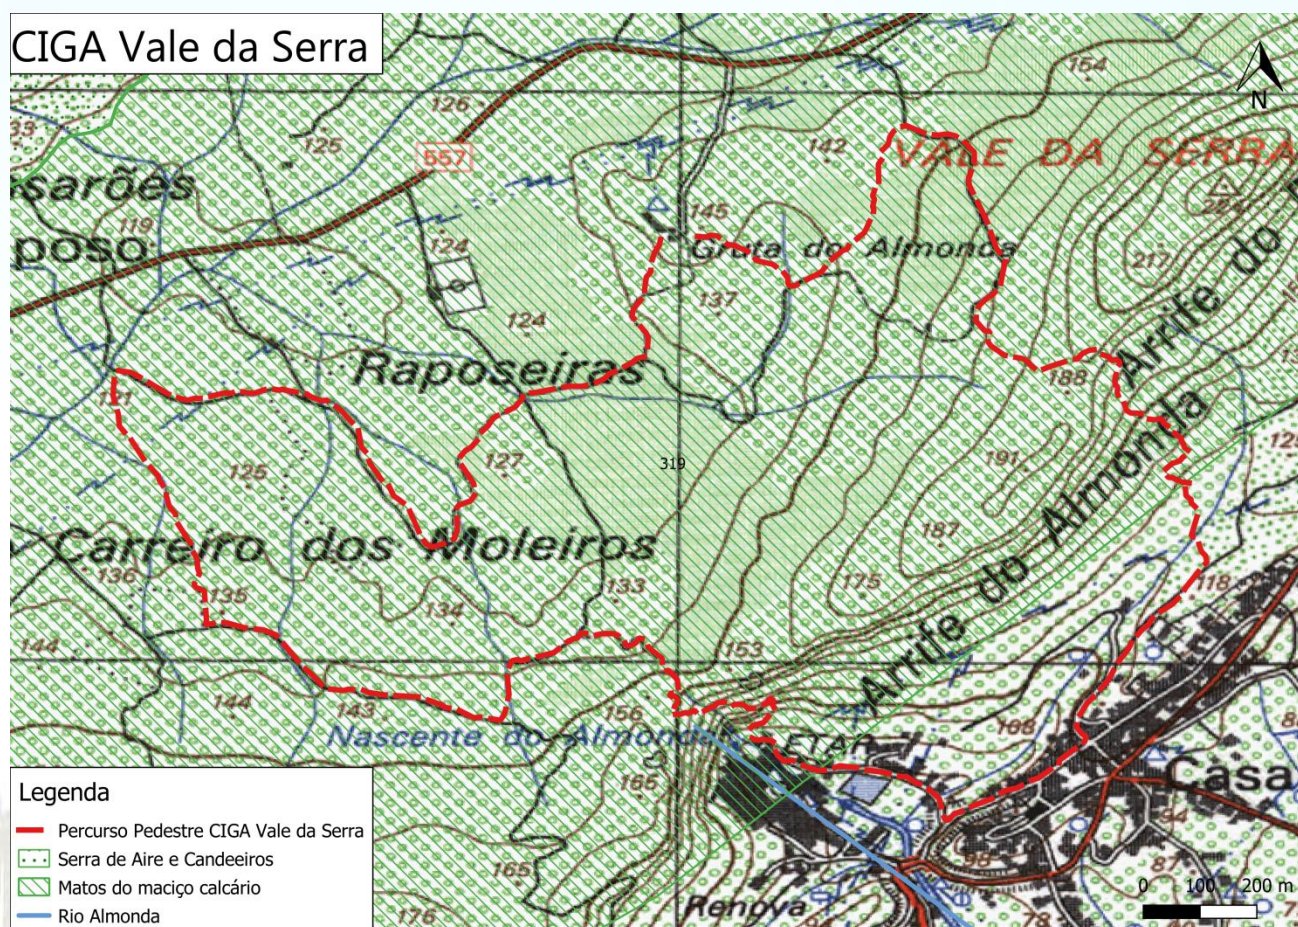 CIGA Vale da Serra
N
154
126
125
557
142
VALE DA SERRA
sarões
119
poso
145
Gruta do Almonda
217
124
137
124
Raposeiras
121
188
Arrife do
127
191
319
125
Arrife do Almonda
187
Carreiro dos Moleiros
136
135
134
133
175
118
144
153
144
143
156
168
Nascente do Almonda
ETAR
165
Casa
94
165
98
87
176
Renova
94
78
Legenda
Percurso Pedestre CIGA Vale da Serra
Serra de Aire e Candeeiros
Matos do maciço calcário
Rio Almonda
0 100 200 m